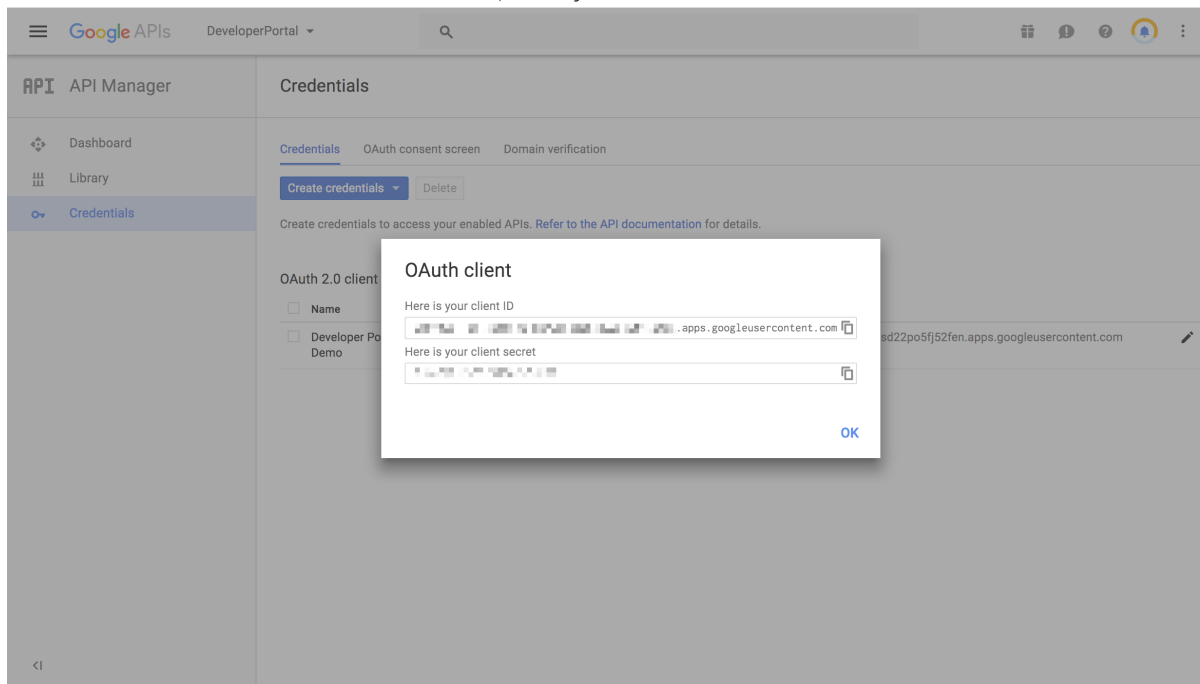 Google APIs DeveloperPortal
API API Manager
Credentials
Dashboard
Library
Credentials
Credentials OAuth consent screen Domain verification
Create credentials Delete
Create credentials to access your enabled APIs. Refer to the API documentation for details.
OAuth 2.0 client
Name
Developer Po
Demo
sd22po5fj52fen.apps.googleusercontent.com
OAuth client
Here is your client ID
.apps.googleusercontent.com
Here is your client secret
OK